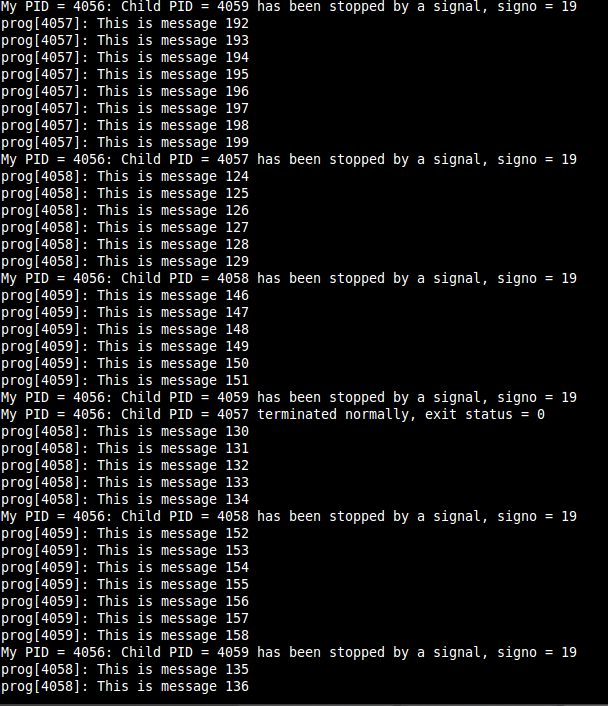 My PID = 4056: Child PID = 4059 has been stopped by a signal, signo = 19
prog[4057]: This is message 192
prog[4057]: This is message 193
prog[4057]: This is message 194
prog[4057]: This is message 195
prog[4057]: This is message 196
prog[4057]: This is message 197
prog[4057]: This is message 198
prog[4057]: This is message 199
My PID = 4056: Child PID = 4057 has been stopped by a signal, signo = 19
prog[4058]: This is message 124
prog[4058]: This is message 125
prog[4058]: This is message 126
prog[4058]: This is message 127
prog[4058]: This is message 128
prog[4058]: This is message 129
My PID = 4056: Child PID = 4058 has been stopped by a signal, signo = 19
prog[4059]: This is message 146
prog[4059]: This is message 147
prog[4059]: This is message 148
prog[4059]: This is message 149
prog[4059]: This is message 150
prog[4059]: This is message 151
My PID = 4056: Child PID = 4059 has been stopped by a signal, signo = 19
My PID = 4056: Child PID = 4057 terminated normally, exit status = 0
prog[4058]: This is message 130
prog[4058]: This is message 131
prog[4058]: This is message 132
prog[4058]: This is message 133
prog[4058]: This is message 134
My PID = 4056: Child PID = 4058 has been stopped by a signal, signo = 19
prog[4059]: This is message 152
prog[4059]: This is message 153
prog[4059]: This is message 154
prog[4059]: This is message 155
prog[4059]: This is message 156
prog[4059]: This is message 157
prog[4059]: This is message 158
My PID = 4056: Child PID = 4059 has been stopped by a signal, signo = 19
prog[4058]: This is message 135
prog[4058]: This is message 136